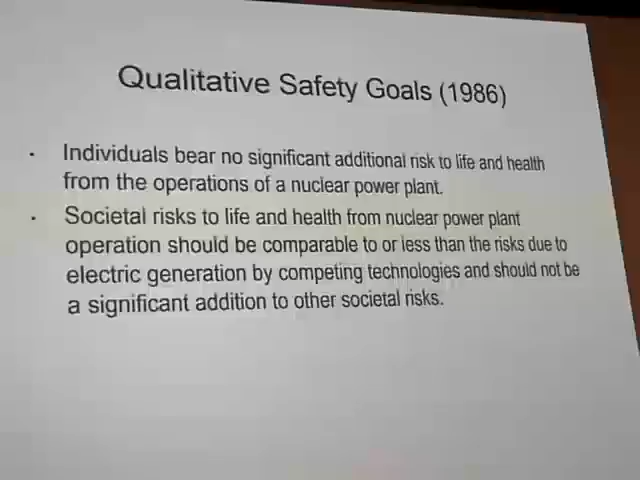 Qualitative Safety Goals (1986)
· Individuals bear no significant additional risk to life and health
from the operations of a nuclear power plant.
· Societal risks to life and health from nuclear power plant
operation should be comparable to or less than the risks due to
electric generation by competing technologies and should not be
a significant addition to other societal risks.